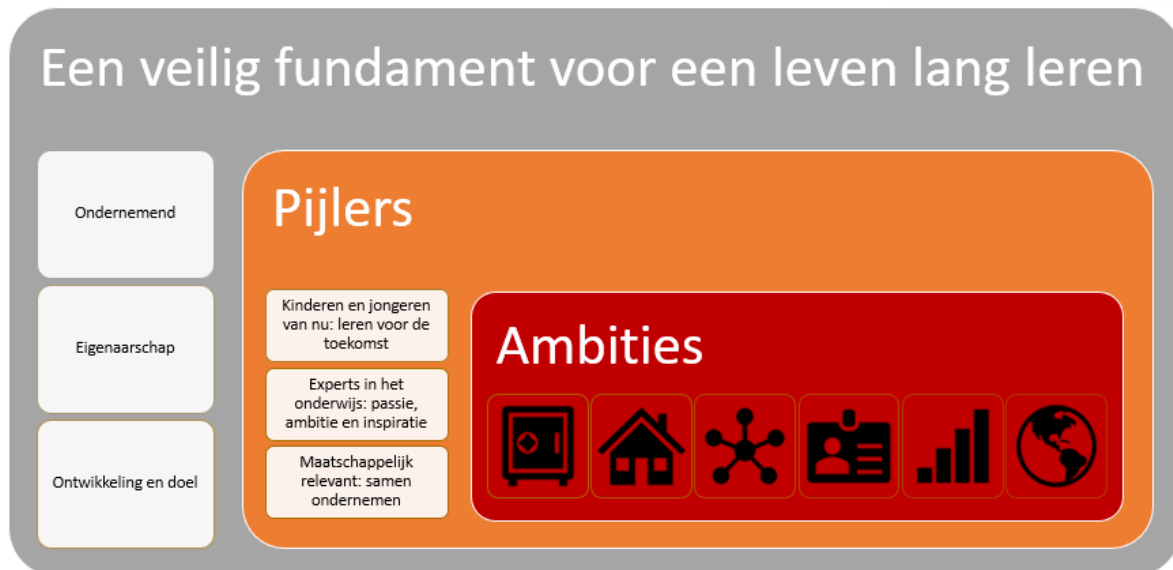 Een veilig fundament voor een leven lang leren
Ondernemend
Eigenaarschap
Ontwikkeling en doel
Pijlers
Kinderen en jongeren
van nu: leren voor de
toekomst
Experts in het
onderwijs: passie,
ambitie en inspiratie
Maatschappelijk
relevant: samen
ondernemen
Ambities